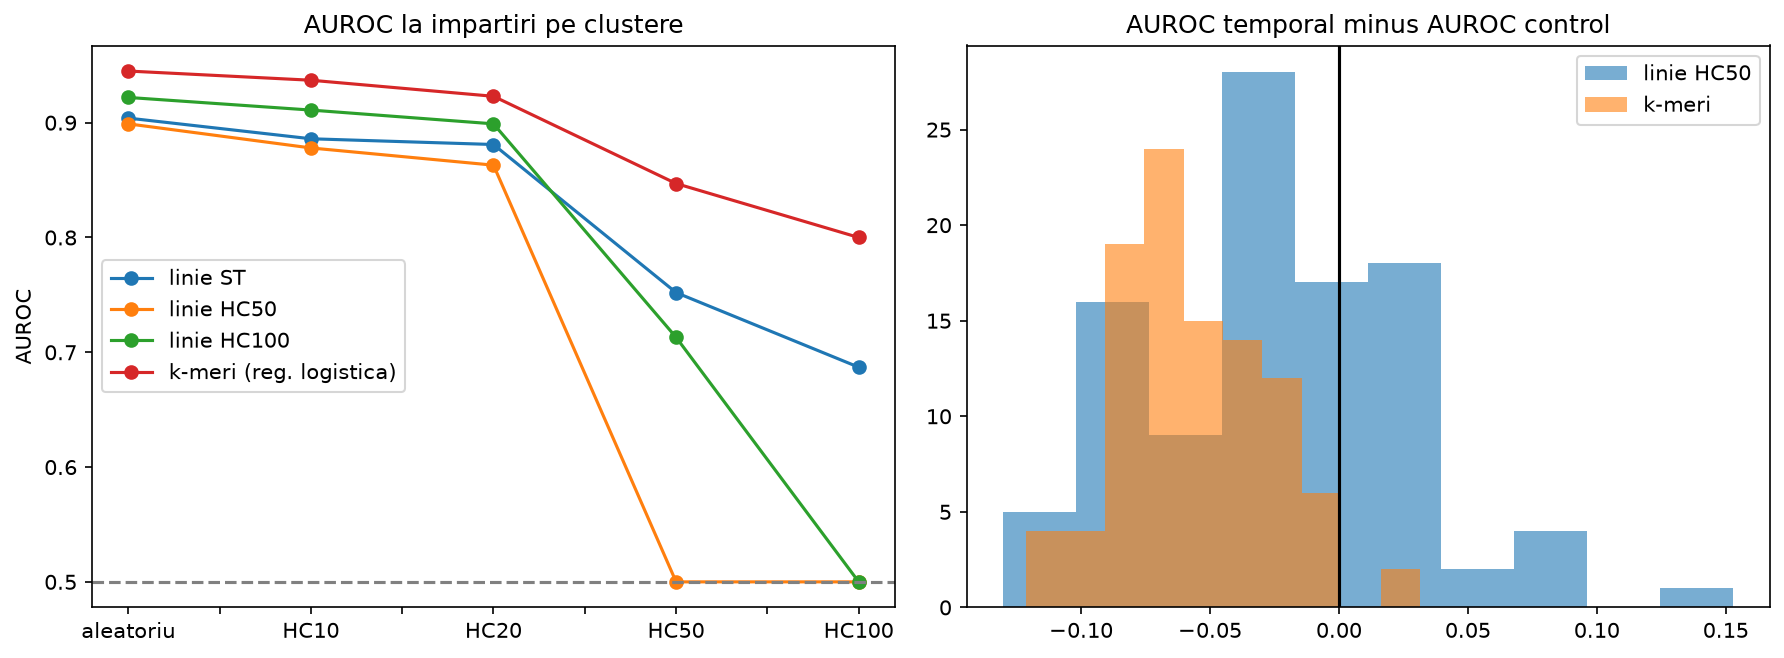 AUROC la impartiri pe clustere
AUROC
0.9
0.8
0.7
0.6
0.5
linie ST
linie HC50
linie HC100
k-meri (reg. logistica)
aleatoriu
HC10
HC20
HC50
HC100
AUROC temporal minus AUROC control
linie HC50
k-meri
25
20
15
10
5
0
−0.10
−0.05
0.00
0.05
0.10
0.15